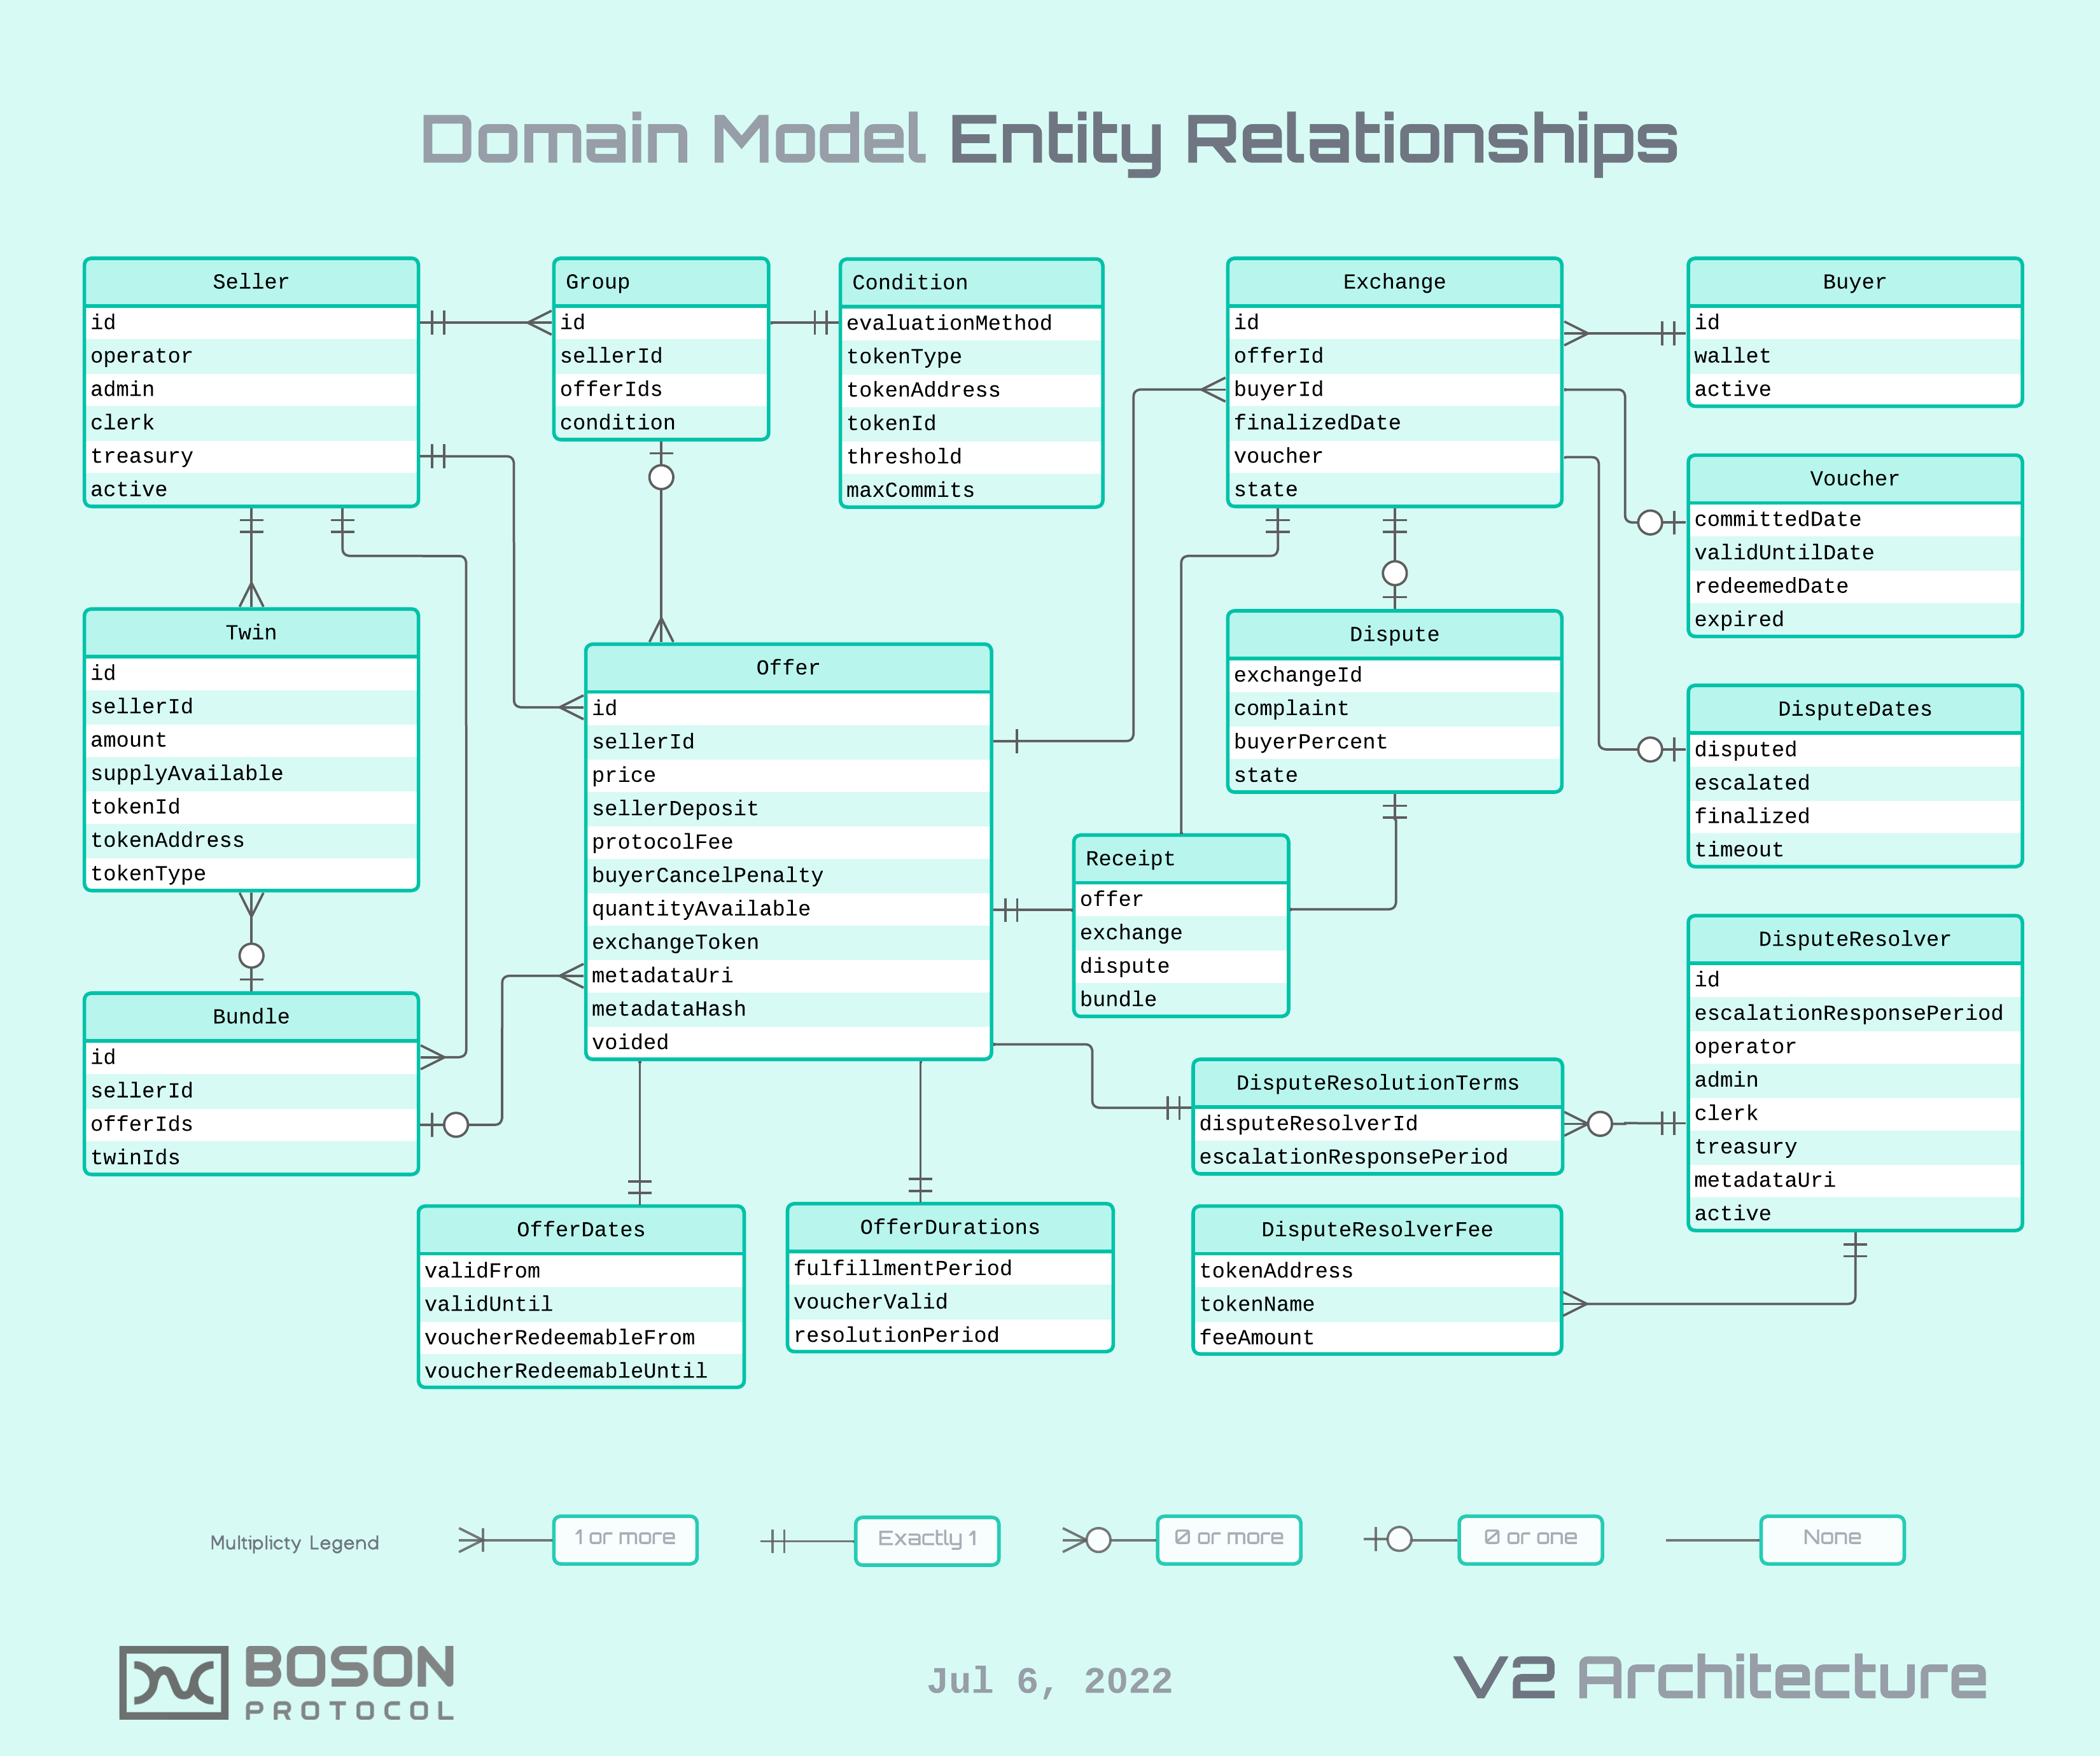 Domain Model Entity Relationships
Seller
id
operator
admin
clerk
treasury
active
Group
id
sellerId
offerIds
condition
Condition
evaluationMethod
tokenType
tokenAddress
tokenId
threshold
maxCommits
Exchange
id
offerId
buyerId
finalizedDate
voucher
state
Buyer
id
wallet
active
Voucher
committedDate
validUntilDate
redeemedDate
expired
Twin
id
sellerId
amount
supplyAvailable
tokenId
tokenAddress
tokenType
Offer
id
sellerId
price
sellerDeposit
protocolFee
buyerCancelPenalty
quantityAvailable
exchangeToken
metadataUri
metadataHash
voided
Dispute
exchangeId
complaint
buyerPercent
state
DisputeDates
disputed
escalated
finalized
timeout
Receipt
offer
exchange
dispute
bundle
DisputeResolver
id
escalationResponsePeriod
operator
admin
clerk
treasury
metadataUri
active
Bundle
id
sellerId
offerIds
twinIds
DisputeResolutionTerms
disputeResolverId
escalationResponsePeriod
OfferDates
validFrom
validUntil
voucherRedeemableFrom
voucherRedeemableUntil
OfferDurations
fulfillmentPeriod
voucherValid
resolutionPeriod
DisputeResolverFee
tokenAddress
tokenName
feeAmount
Multiplicty Legend
1 or more
Exactly 1
0 or more
0 or one
None
BOSON
PROTOCOL
Jul 6, 2022
V2 Architecture